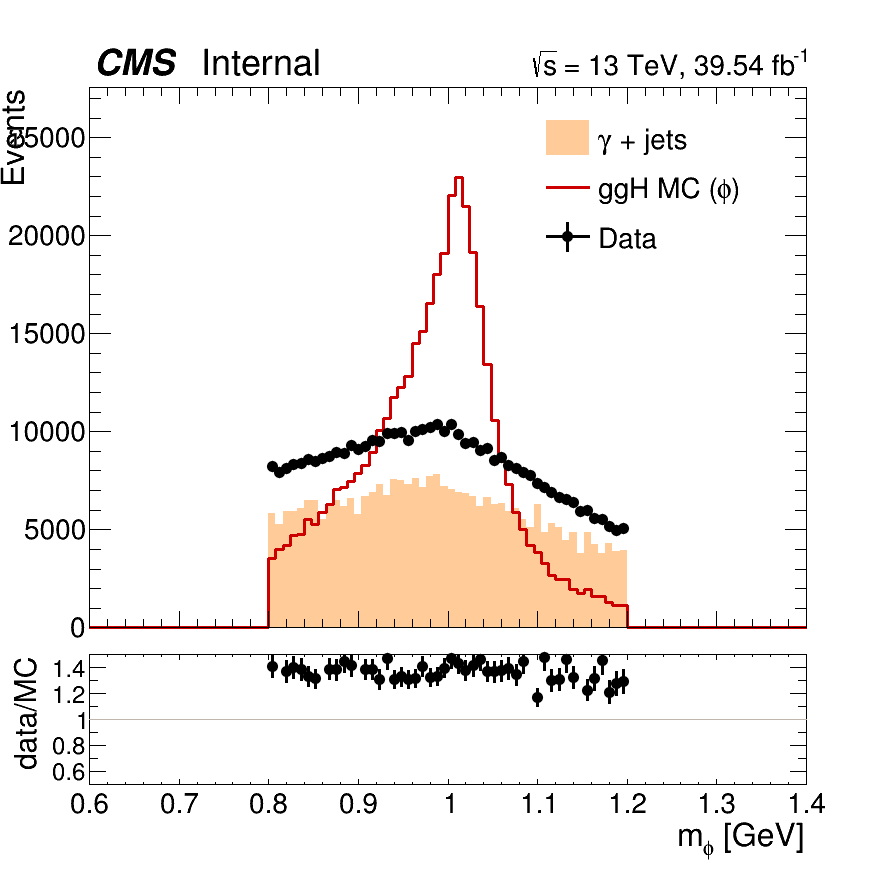 CMS Internal
√s = 13 TeV, 39.54 fb⁻¹
Events
25000
20000
15000
10000
5000
0
γ + jets
ggH MC (ϕ)
Data
data/MC
1.4
1.2
1
0.8
0.6
0.6 0.7 0.8 0.9 1 1.1 1.2 1.3 1.4
m_ϕ [GeV]